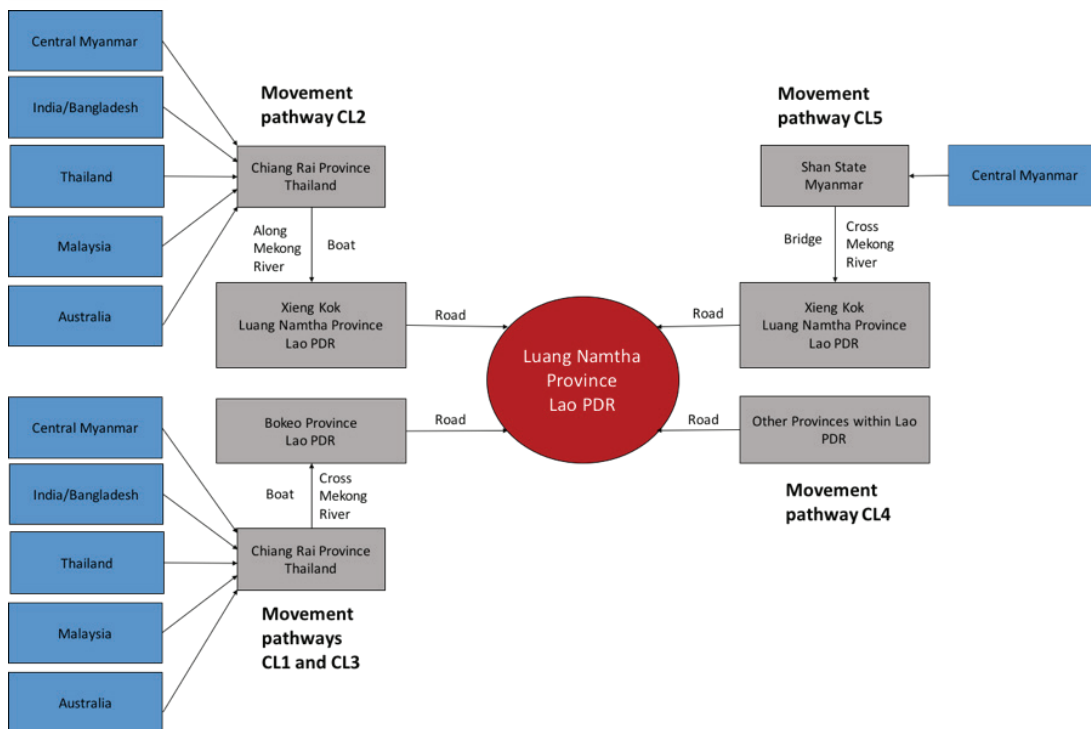 Central Myanmar
India/Bangladesh
Thailand
Malaysia
Australia
Movement
pathway CL2
Chiang Rai Province
Thailand
Along
Mekong
River
Boat
Xieng Kok
Luang Namtha Province
Lao PDR
Road
Movement
pathway CL5
Shan State
Myanmar
Central Myanmar
Bridge
Cross
Mekong
River
Xieng Kok
Luang Namtha Province
Lao PDR
Road
Luang Namtha
Province
Lao PDR
Central Myanmar
India/Bangladesh
Thailand
Malaysia
Australia
Bokeo Province
Lao PDR
Road
Boat
Cross
Mekong
River
Chiang Rai Province
Thailand
Movement
pathways
CL1 and CL3
Road
Other Provinces within Lao
PDR
Movement
pathway CL4